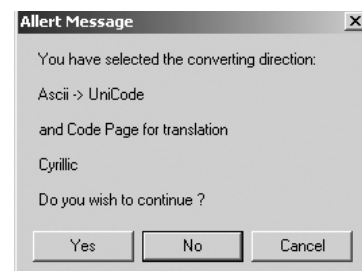 Allert Message
You have selected the converting direction:
Ascii -> UniCode
and Code Page for translation
Cyrillic
Do you wish to continue ?
Yes No Cancel